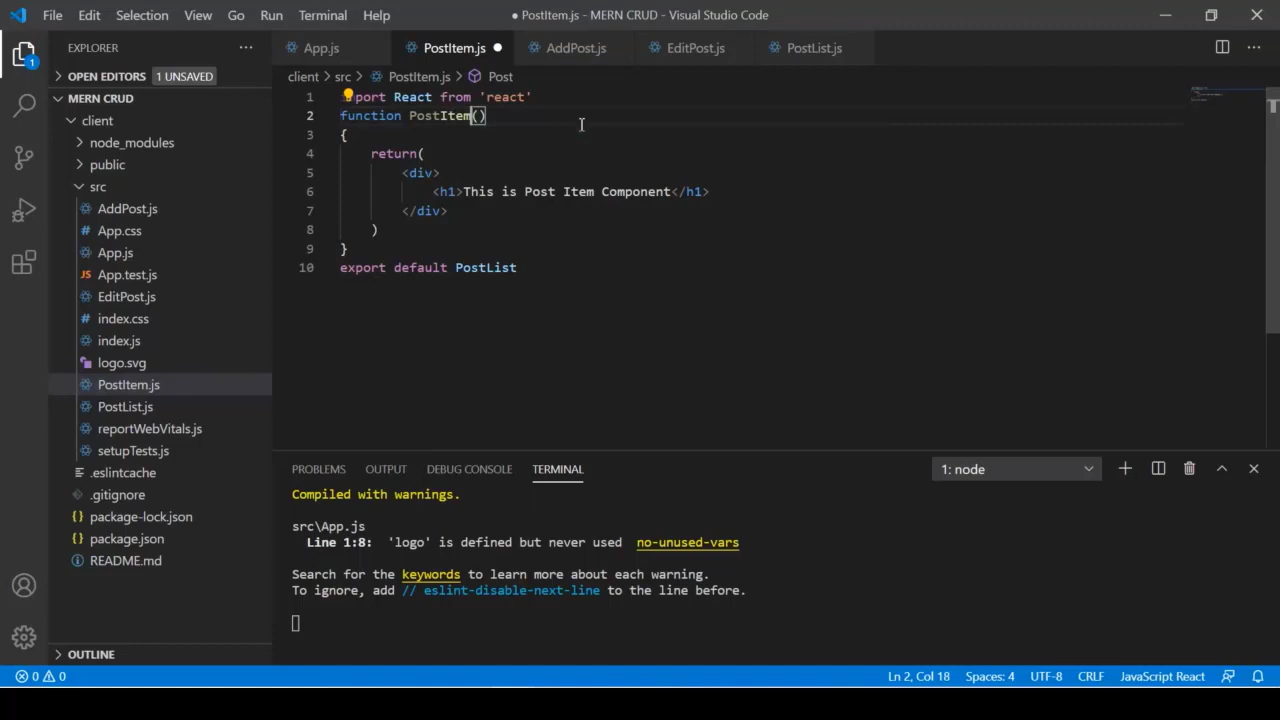 File Edit Selection View Go Run Terminal Help
● PostItem.js - MERN CRUD - Visual Studio Code
EXPLORER ···
App.js PostItem.js ● AddPost.js EditPost.js PostList.js ···
1
OPEN EDITORS 1 UNSAVED
MERN CRUD
client
node_modules
public
src
AddPost.js
# App.css
App.js
JS App.test.js
EditPost.js
# index.css
index.js
logo.svg
PostItem.js
PostList.js
reportWebVitals.js
setupTests.js
.eslintcache
.gitignore
{} package-lock.json
{} package.json
README.md
OUTLINE
client > src > PostItem.js > Post
1 port React from 'react'
2 function PostItem()
3 {
4 return(
5 <div>
6 <h1>This is Post Item Component</h1>
7 </div>
8 )
9 }
10 export default PostList
PROBLEMS OUTPUT DEBUG CONSOLE TERMINAL 1: node
Compiled with warnings.
src\App.js
Line 1:8: 'logo' is defined but never used no-unused-vars
Search for the keywords to learn more about each warning.
To ignore, add // eslint-disable-next-line to the line before.
0 0
Ln 2, Col 18 Spaces: 4 UTF-8 CRLF JavaScript React